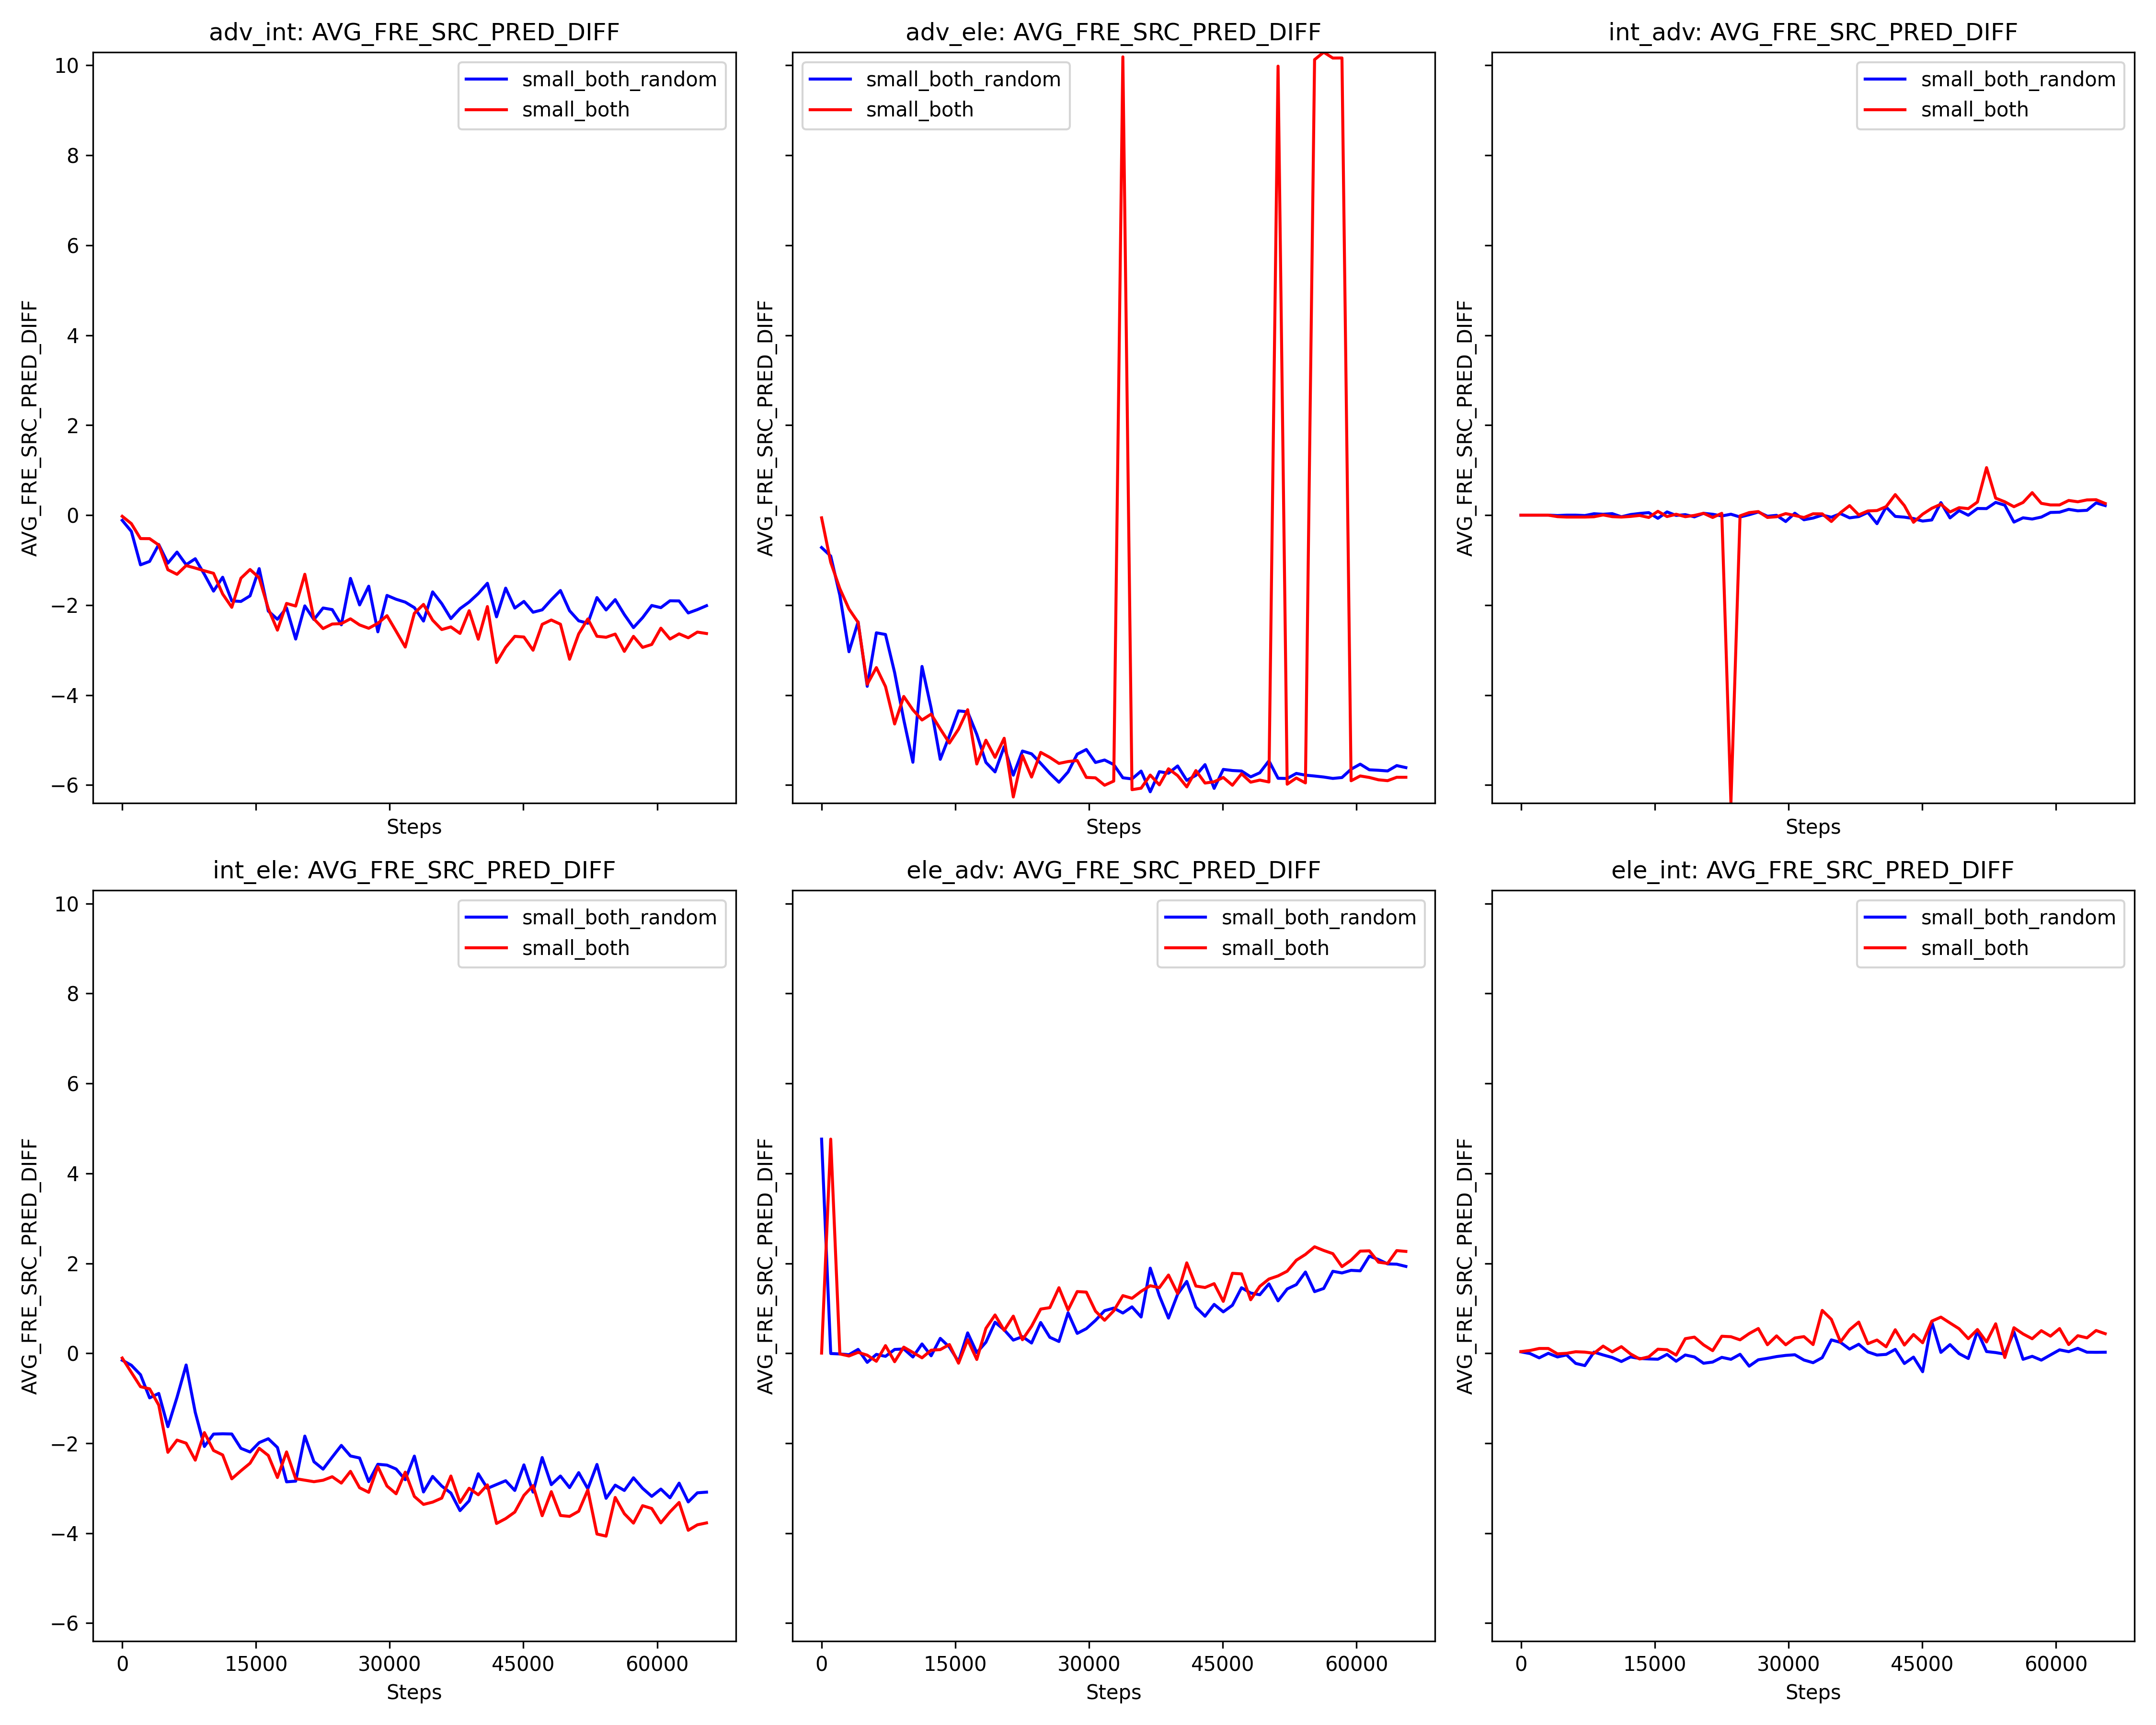 adv_int: AVG_FRE_SRC_PRED_DIFF
AVG_FRE_SRC_PRED_DIFF
10
8
6
4
2
0
−2
−4
−6
small_both_random
small_both
Steps
adv_ele: AVG_FRE_SRC_PRED_DIFF
AVG_FRE_SRC_PRED_DIFF
small_both_random
small_both
Steps
int_adv: AVG_FRE_SRC_PRED_DIFF
AVG_FRE_SRC_PRED_DIFF
small_both_random
small_both
Steps
int_ele: AVG_FRE_SRC_PRED_DIFF
AVG_FRE_SRC_PRED_DIFF
10
8
6
4
2
0
−2
−4
−6
small_both_random
small_both
0 15000 30000 45000 60000
Steps
ele_adv: AVG_FRE_SRC_PRED_DIFF
AVG_FRE_SRC_PRED_DIFF
small_both_random
small_both
0 15000 30000 45000 60000
Steps
ele_int: AVG_FRE_SRC_PRED_DIFF
AVG_FRE_SRC_PRED_DIFF
small_both_random
small_both
0 15000 30000 45000 60000
Steps